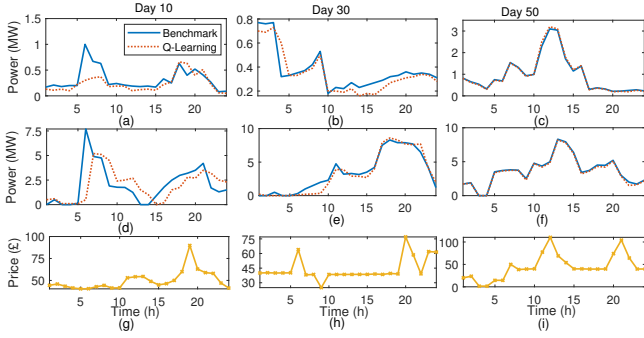 Day 10
Day 30
Day 50
Power (MW)
1.5
1
0.5
0
Benchmark
Q-Learning
0.8
0.6
0.4
0.2
3
2
1
0
5 10 15 20
5 10 15 20
5 10 15 20
(a)
(b)
(c)
Power (MW)
7.5
5
2.5
0
10
5
0
10
5
0
5 10 15 20
5 10 15 20
5 10 15 20
(d)
(e)
(f)
Price (£)
100
75
50
75
60
45
30
100
50
0
5 10 15 20
5 10 15 20
5 10 15 20
Time (h)
Time (h)
Time (h)
(g)
(h)
(i)